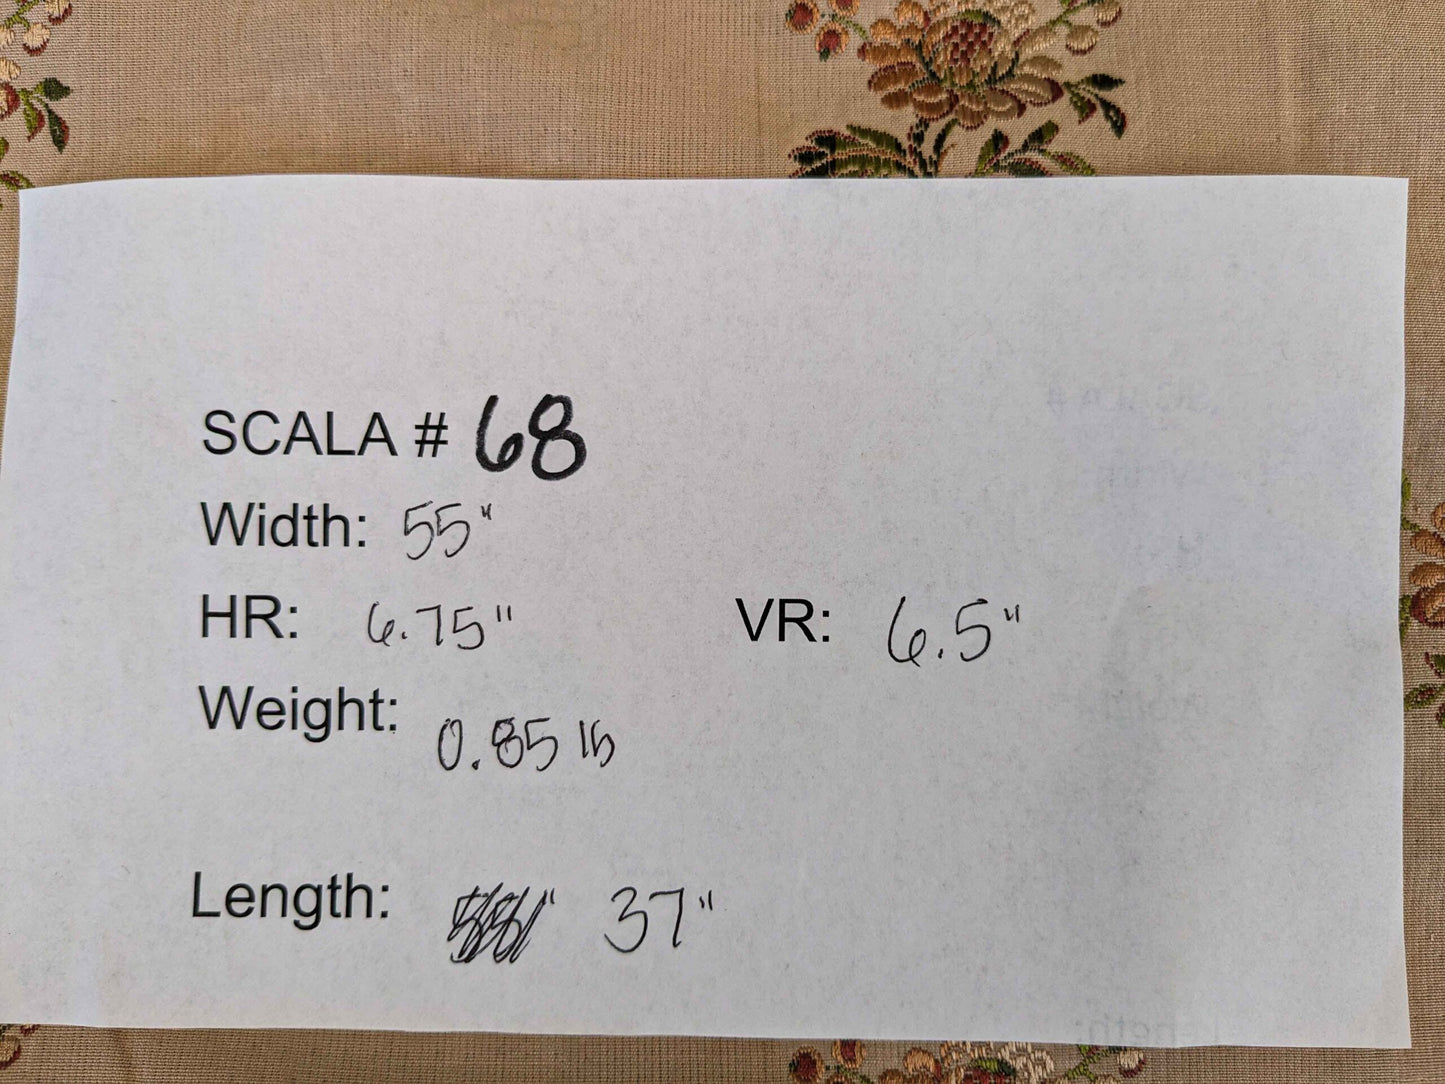 SCALA # 68
Width: 55"
HR: 6.75" VR: 6.5"
Weight: 0.85 lb
Length: 37"